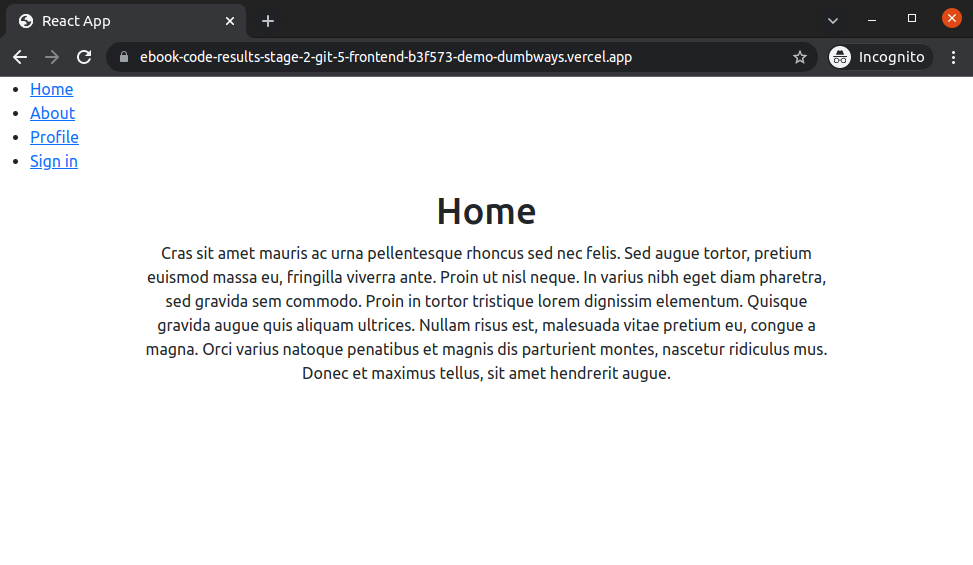 React App
ebook-code-results-stage-2-git-5-frontend-b3f573-demo-dumbways.vercel.app
Incognito
Home
About
Profile
Sign in
Home
Cras sit amet mauris ac urna pellentesque rhoncus sed nec felis. Sed augue tortor, pretium
euismod massa eu, fringilla viverra ante. Proin ut nisl neque. In varius nibh eget diam pharetra,
sed gravida sem commodo. Proin in tortor tristique lorem dignissim elementum. Quisque
gravida augue quis aliquam ultrices. Nullam risus est, malesuada vitae pretium eu, congue a
magna. Orci varius natoque penatibus et magnis dis parturient montes, nascetur ridiculus mus.
Donec et maximus tellus, sit amet hendrerit augue.